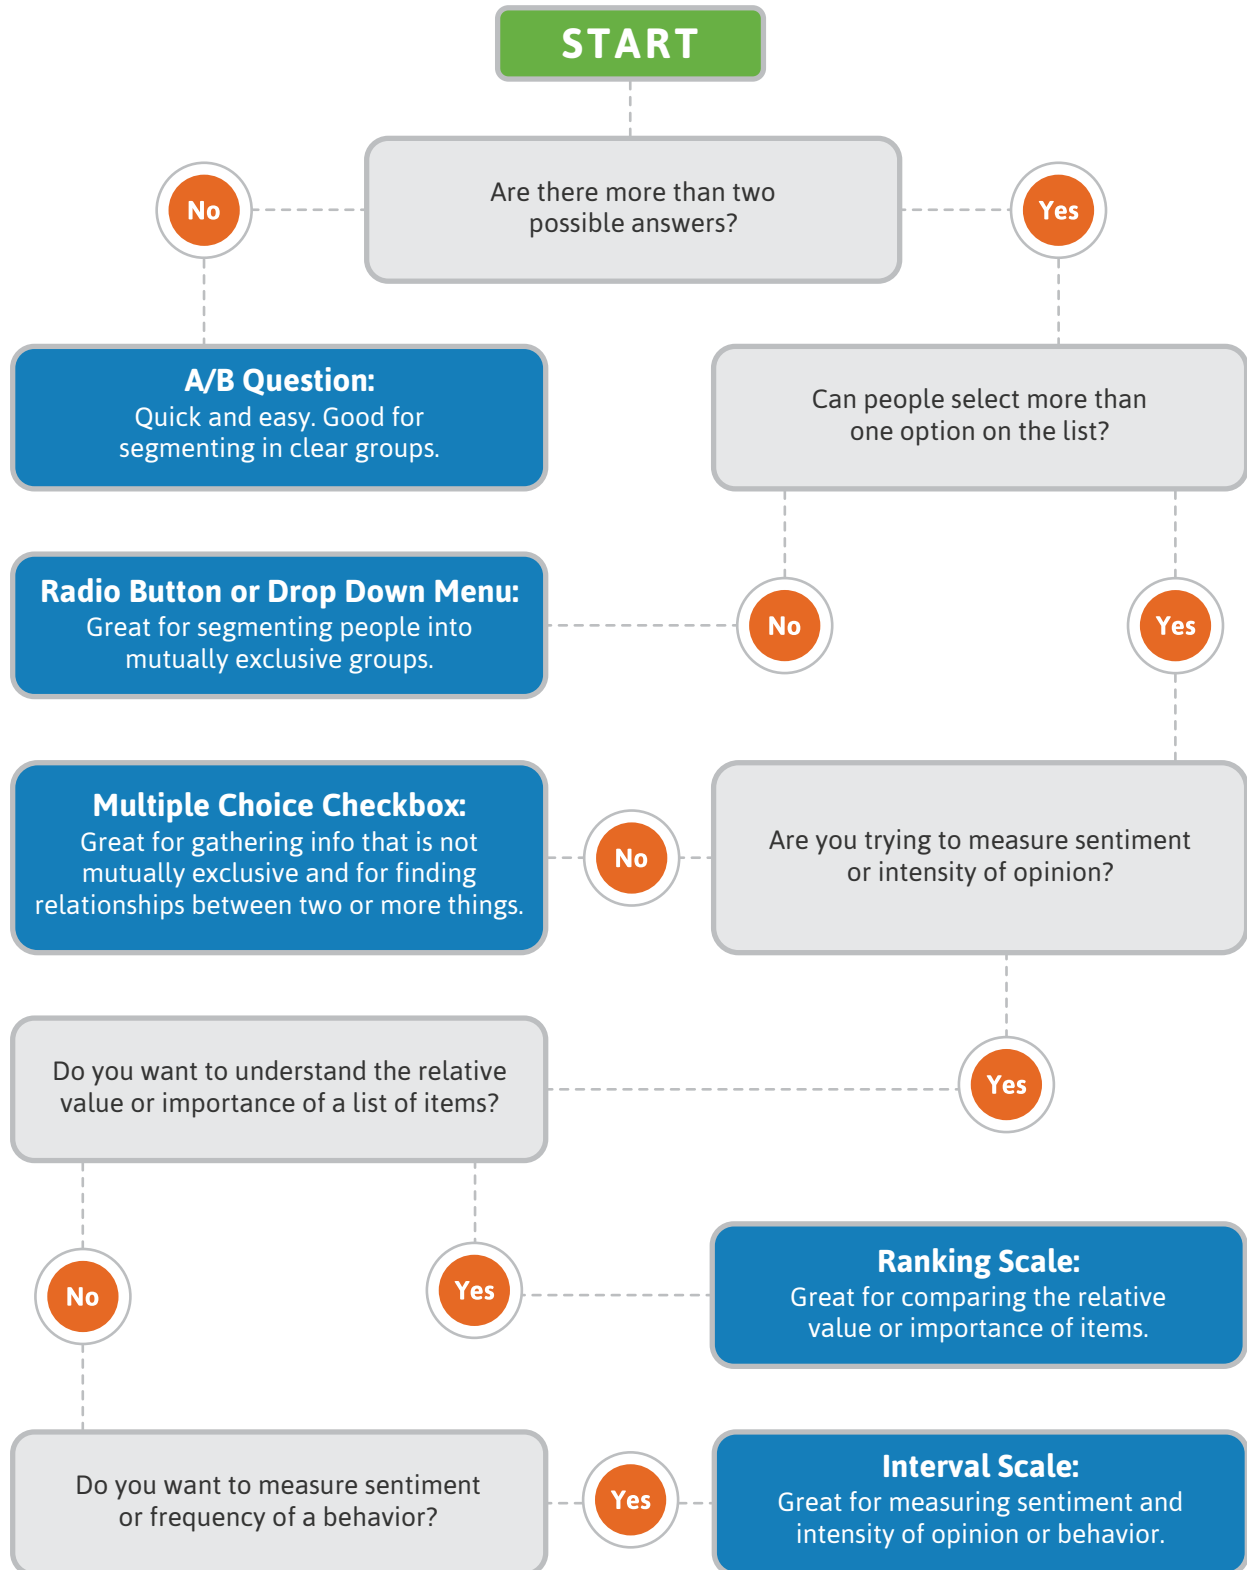 START
Are there more than two
possible answers?
No
Yes
A/B Question:
Quick and easy. Good for
segmenting in clear groups.
Can people select more than
one option on the list?
Radio Button or Drop Down Menu:
Great for segmenting people into
mutually exclusive groups.
No
Yes
Multiple Choice Checkbox:
Great for gathering info that is not
mutually exclusive and for finding
relationships between two or more things.
No
Are you trying to measure sentiment
or intensity of opinion?
Do you want to understand the relative
value or importance of a list of items?
Yes
No
Yes
Ranking Scale:
Great for comparing the relative
value or importance of items.
Do you want to measure sentiment
or frequency of a behavior?
Yes
Interval Scale:
Great for measuring sentiment and
intensity of opinion or behavior.